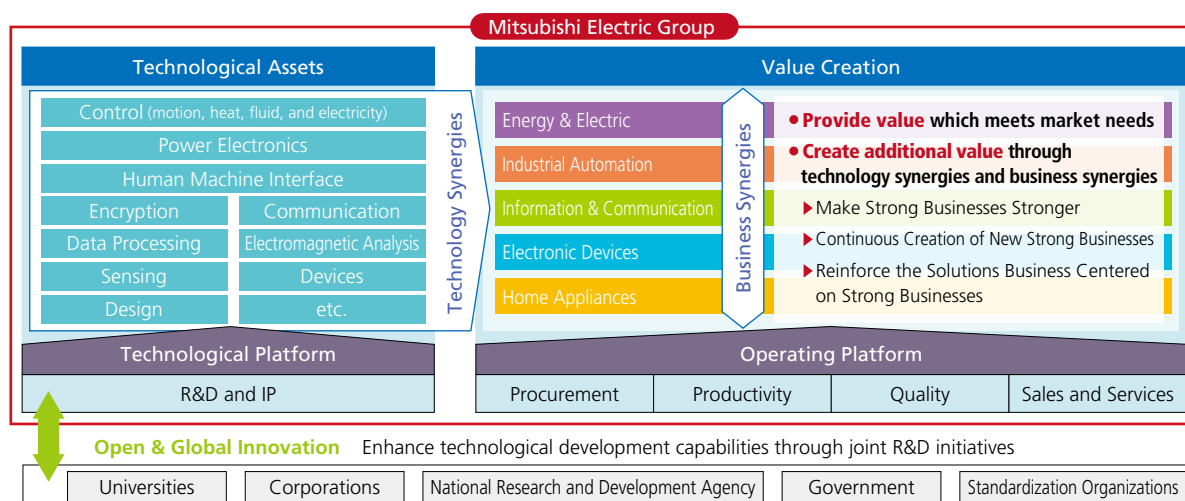 Mitsubishi Electric Group
Technological Assets
Control (motion, heat, fluid, and electricity)
Power Electronics
Human Machine Interface
Encryption
Communication
Data Processing
Electromagnetic Analysis
Sensing
Devices
Design
etc.
Technology Synergies
Technological Platform
R&D and IP
Value Creation
Energy & Electric
Industrial Automation
Information & Communication
Electronic Devices
Home Appliances
Business Synergies
• Provide value which meets market needs
• Create additional value through
technology synergies and business synergies
▶Make Strong Businesses Stronger
▶Continuous Creation of New Strong Businesses
▶Reinforce the Solutions Business Centered
on Strong Businesses
Operating Platform
Procurement
Productivity
Quality
Sales and Services
Open & Global Innovation Enhance technological development capabilities through joint R&D initiatives
Universities
Corporations
National Research and Development Agency
Government
Standardization Organizations